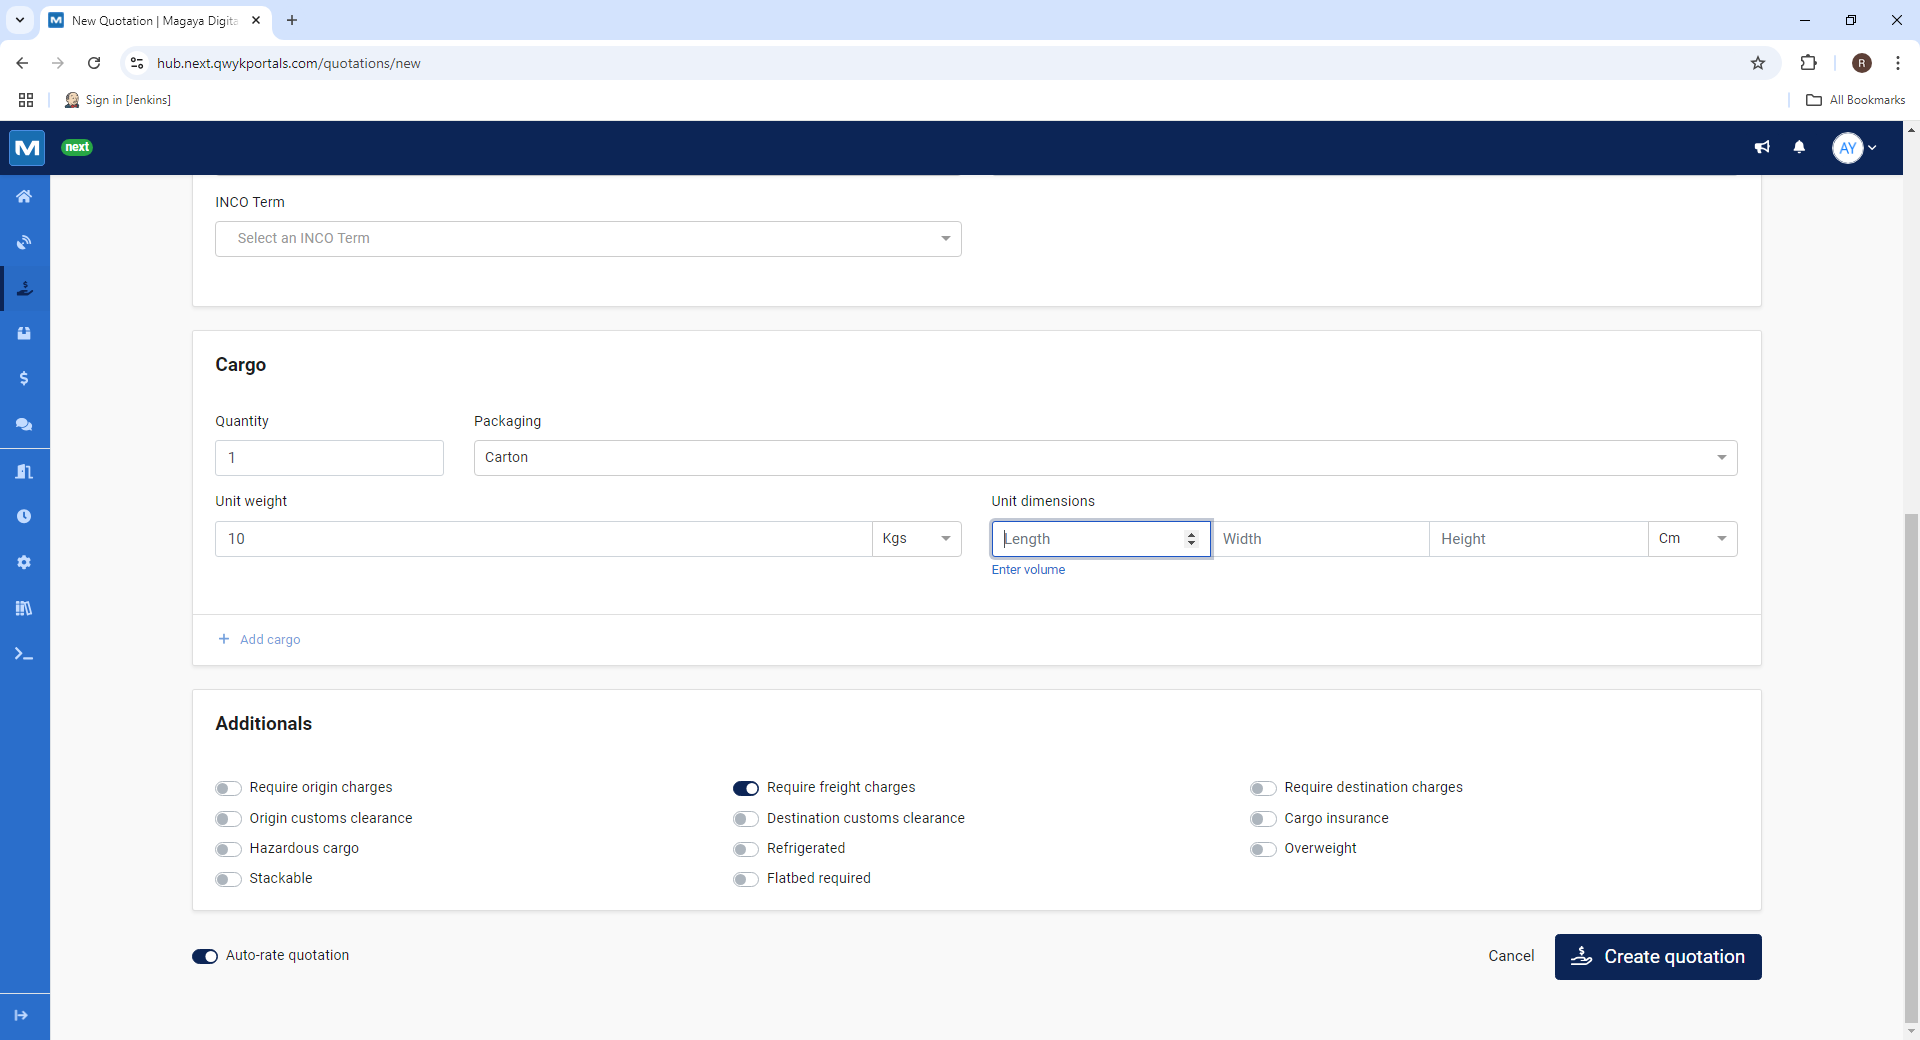 New Quotation | Magaya Digita
hub.next.qwykportals.com/quotations/new
R
Sign in [Jenkins]
All Bookmarks
M
next
AY
INCO Term
Select an INCO Term
Cargo
Quantity
Packaging
1
Carton
Unit weight
Unit dimensions
10
Kgs
Length
Width
Height
Cm
Enter volume
+ Add cargo
Additionals
Require origin charges
Require freight charges
Require destination charges
Origin customs clearance
Destination customs clearance
Cargo insurance
Hazardous cargo
Refrigerated
Overweight
Stackable
Flatbed required
Auto-rate quotation
Cancel
Create quotation